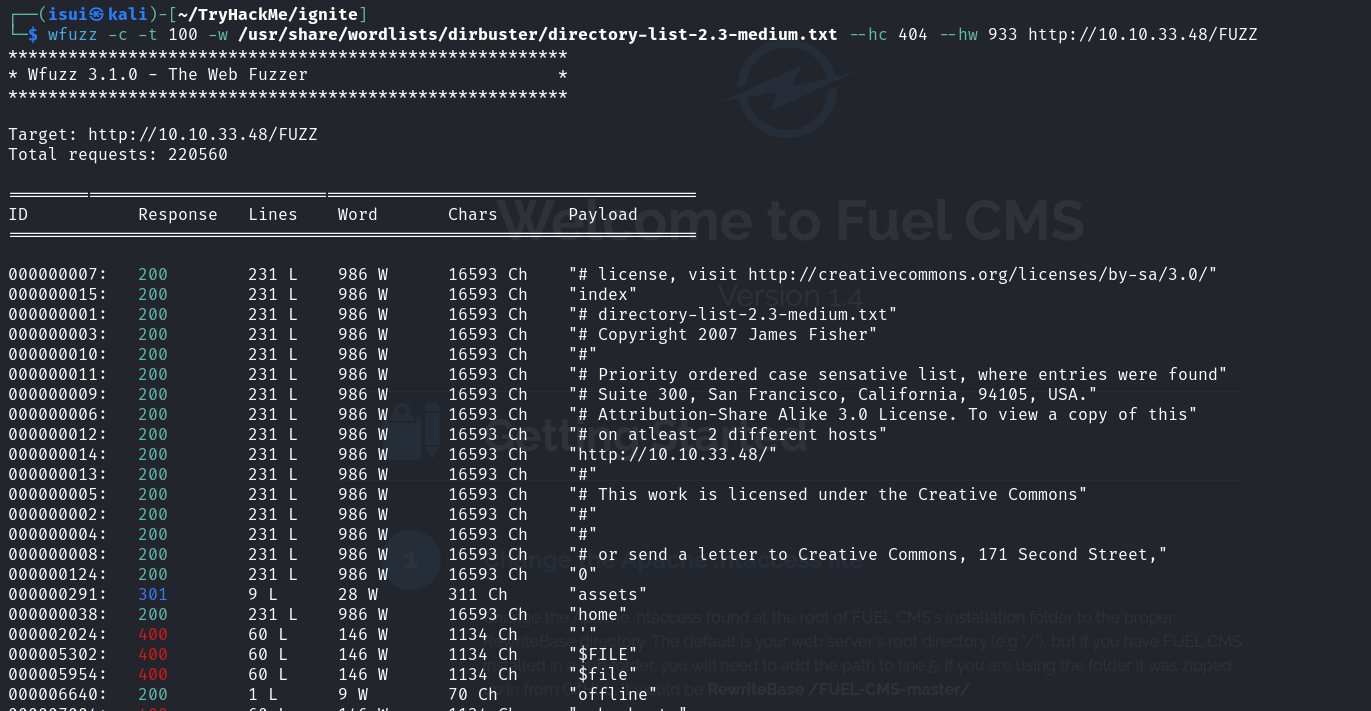 ┌──(isui㉿kali)-[~/TryHackMe/ignite]
└─$ wfuzz -c -t 100 -w /usr/share/wordlists/dirbuster/directory-list-2.3-medium.txt --hc 404 --hw 933 http://10.10.33.48/FUZZ
********************************************************
* Wfuzz 3.1.0 - The Web Fuzzer                         *
********************************************************
Target: http://10.10.33.48/FUZZ
Total requests: 220560
=====================================================================
ID           Response   Lines    Word       Chars       Payload
=====================================================================
000000007:   200        231 L    986 W      16593 Ch    "# license, visit http://creativecommons.org/licenses/by-sa/3.0/"
000000015:   200        231 L    986 W      16593 Ch    "index"
000000001:   200        231 L    986 W      16593 Ch    "# directory-list-2.3-medium.txt"
000000003:   200        231 L    986 W      16593 Ch    "# Copyright 2007 James Fisher"
000000010:   200        231 L    986 W      16593 Ch    "#"
000000011:   200        231 L    986 W      16593 Ch    "# Priority ordered case sensative list, where entries were found"
000000009:   200        231 L    986 W      16593 Ch    "# Suite 300, San Francisco, California, 94105, USA."
000000006:   200        231 L    986 W      16593 Ch    "# Attribution-Share Alike 3.0 License. To view a copy of this"
000000012:   200        231 L    986 W      16593 Ch    "# on atleast 2 different hosts"
000000014:   200        231 L    986 W      16593 Ch    "http://10.10.33.48/"
000000013:   200        231 L    986 W      16593 Ch    "#"
000000005:   200        231 L    986 W      16593 Ch    "# This work is licensed under the Creative Commons"
000000002:   200        231 L    986 W      16593 Ch    "#"
000000004:   200        231 L    986 W      16593 Ch    "#"
000000008:   200        231 L    986 W      16593 Ch    "# or send a letter to Creative Commons, 171 Second Street,"
000000124:   200        231 L    986 W      16593 Ch    "0"
000000291:   301        9 L      28 W       311 Ch      "assets"
000000038:   200        231 L    986 W      16593 Ch    "home"
000002024:   400        60 L     146 W      1134 Ch     "'"
000005302:   400        60 L     146 W      1134 Ch     "$FILE"
000005954:   400        60 L     146 W      1134 Ch     "$file"
000006640:   200        1 L      9 W        70 Ch       "offline"
Welcome to Fuel CMS
Version 1.4
Getting Started
1
Change the Apache .htaccess file
the .htaccess found at the root of FUEL CMS's installation folder to the proper
RewriteBase directory. The default is your web server's root directory (e.g "/"), but if you have FUEL CMS
installed in a folder, you will need to add the path to line 5. If you are using the folder it was zipped
up in from be RewriteBase /FUEL-CMS-master/